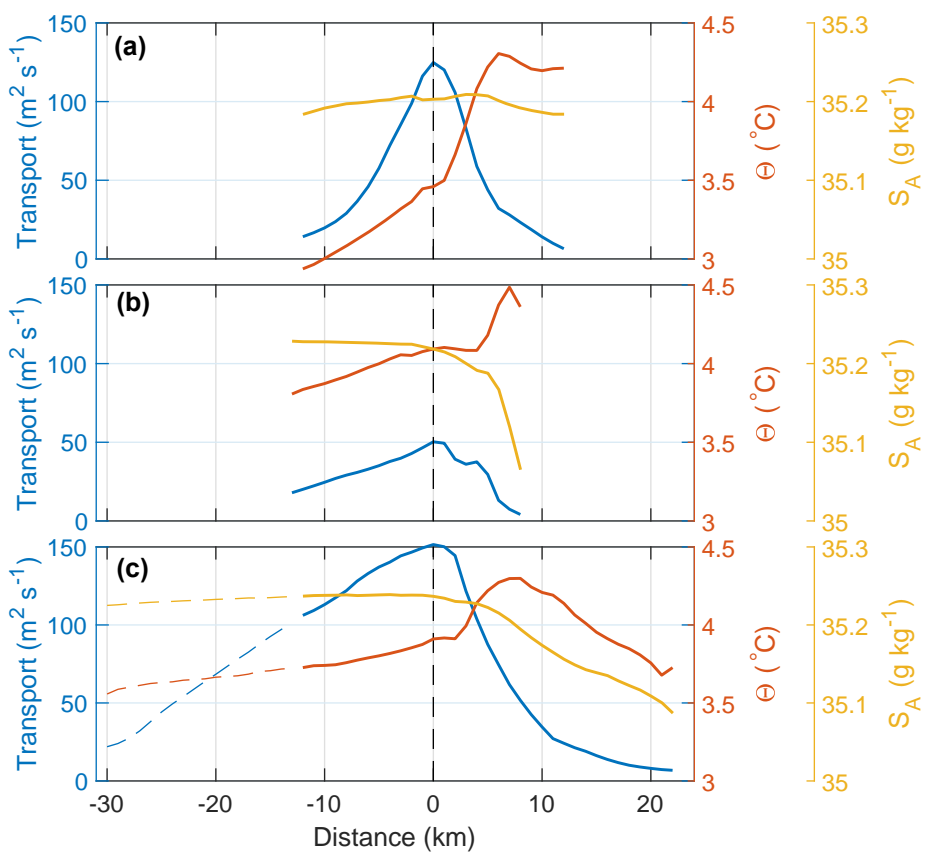 (a)
150
100
50
0
Transport (m² s⁻¹)
4.5
4
3.5
3
Θ (°C)
35.3
35.2
35.1
35
S_A (g kg⁻¹)
(b)
150
100
50
0
Transport (m² s⁻¹)
4.5
4
3.5
3
Θ (°C)
35.3
35.2
35.1
35
S_A (g kg⁻¹)
(c)
150
100
50
0
Transport (m² s⁻¹)
4.5
4
3.5
3
Θ (°C)
35.3
35.2
35.1
35
S_A (g kg⁻¹)
-30 -20 -10 0 10 20
Distance (km)